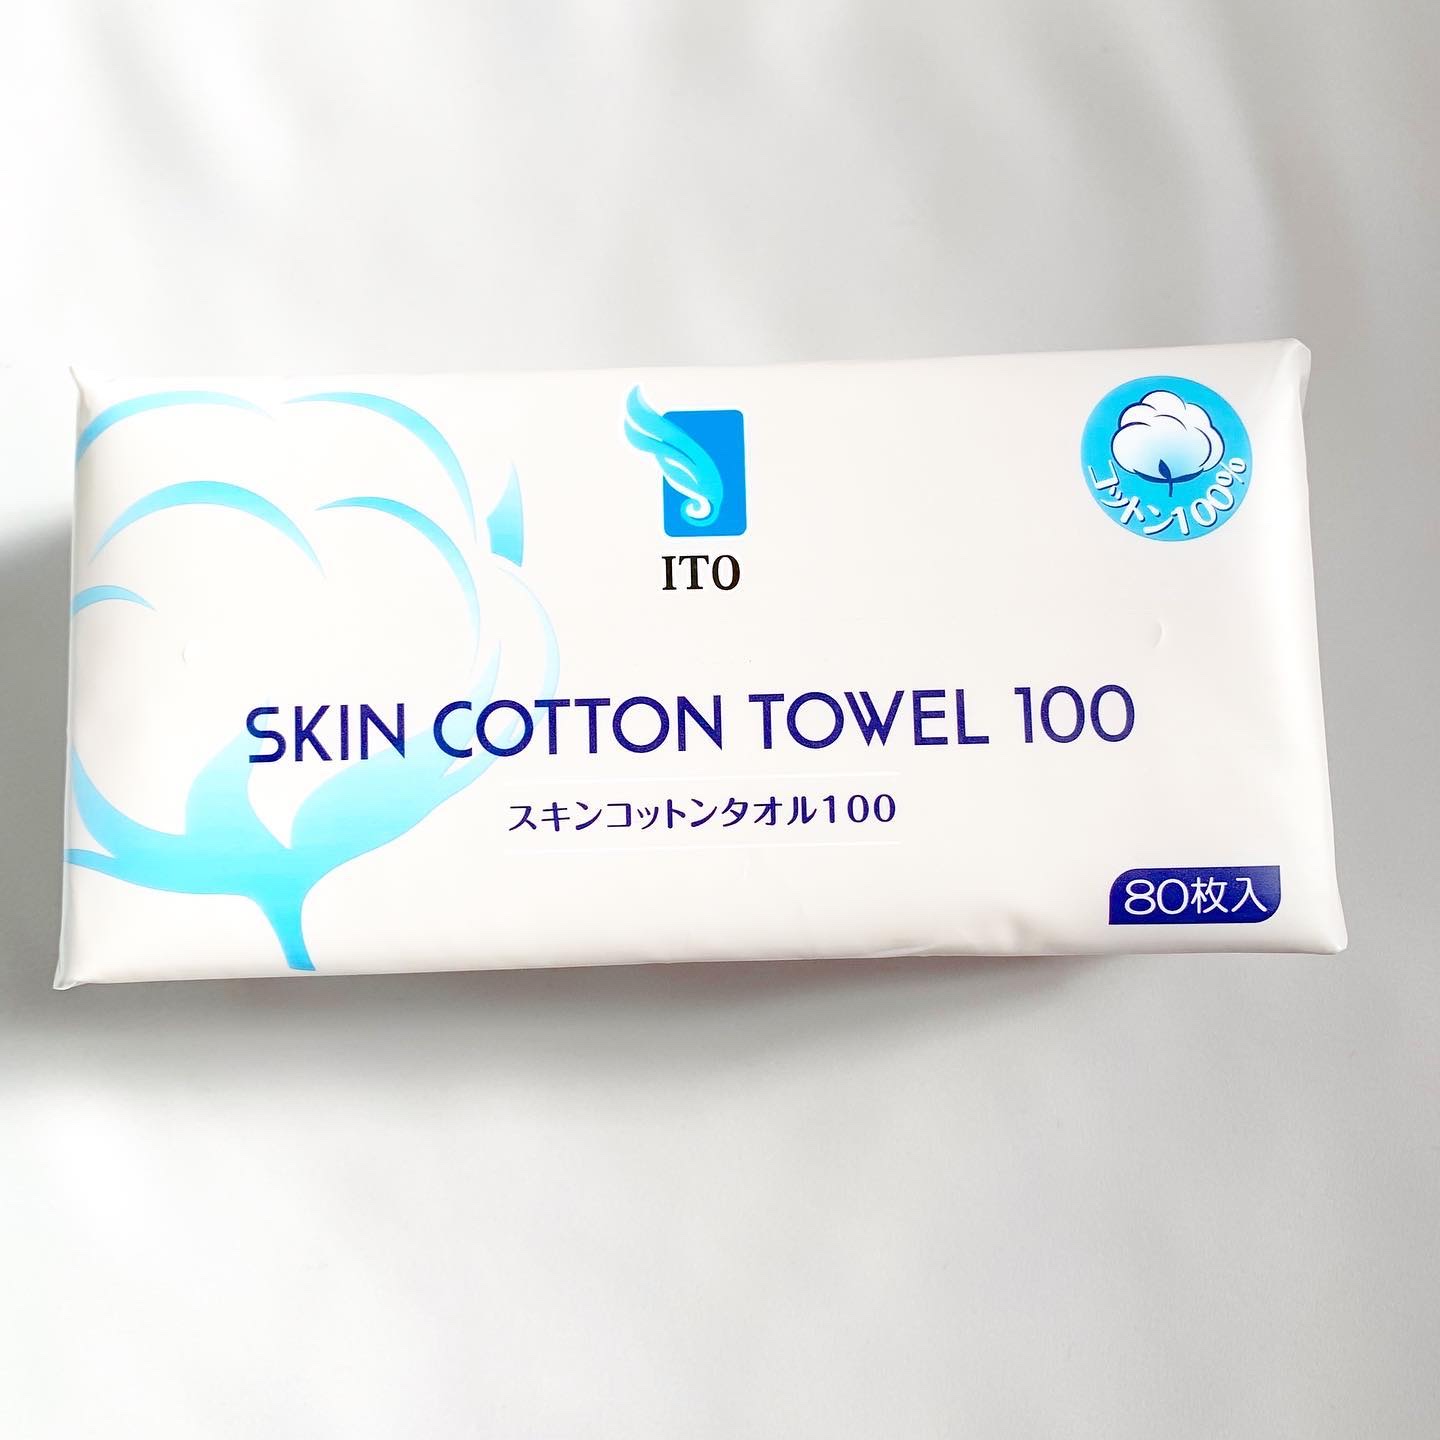 ITO
コットン100%
SKIN COTTON TOWEL 100
スキンコットンタオル100
80枚入